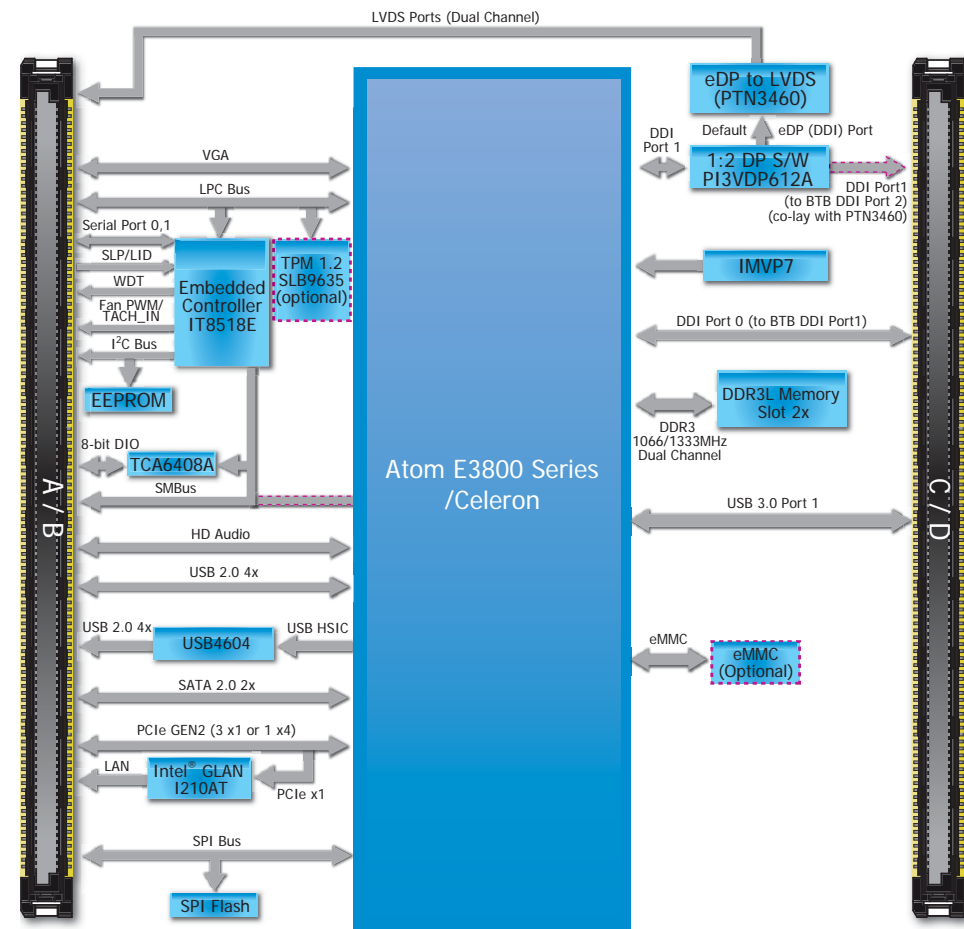 LVDS Ports (Dual Channel)
eDP to LVDS
(PTN3460)
Default
eDP (DDI) Port
DDI
Port 1
1:2 DP S/W
PI3VDP612A
DDI Port1
(to BTB DDI Port 2)
(co-lay with PTN3460)
VGA
LPC Bus
Serial Port 0,1
SLP/LID
WDT
Fan PWM/
TACH_IN
I²C Bus
Embedded
Controller
IT8518E
TPM 1.2
SLB9635
(optional)
EEPROM
IMVP7
DDI Port 0 (to BTB DDI Port1)
DDR3L Memory
Slot 2x
DDR3
1066/1333MHz
Dual Channel
8-bit DIO
TCA6408A
SMBus
Atom E3800 Series
/Celeron
A / B
C / D
USB 3.0 Port 1
HD Audio
USB 2.0 4x
USB 2.0 4x
USB4604
USB HSIC
eMMC
eMMC
(Optional)
SATA 2.0 2x
PCIe GEN2 (3 x1 or 1 x4)
LAN
Intel® GLAN
I210AT
PCIe x1
SPI Bus
SPI Flash